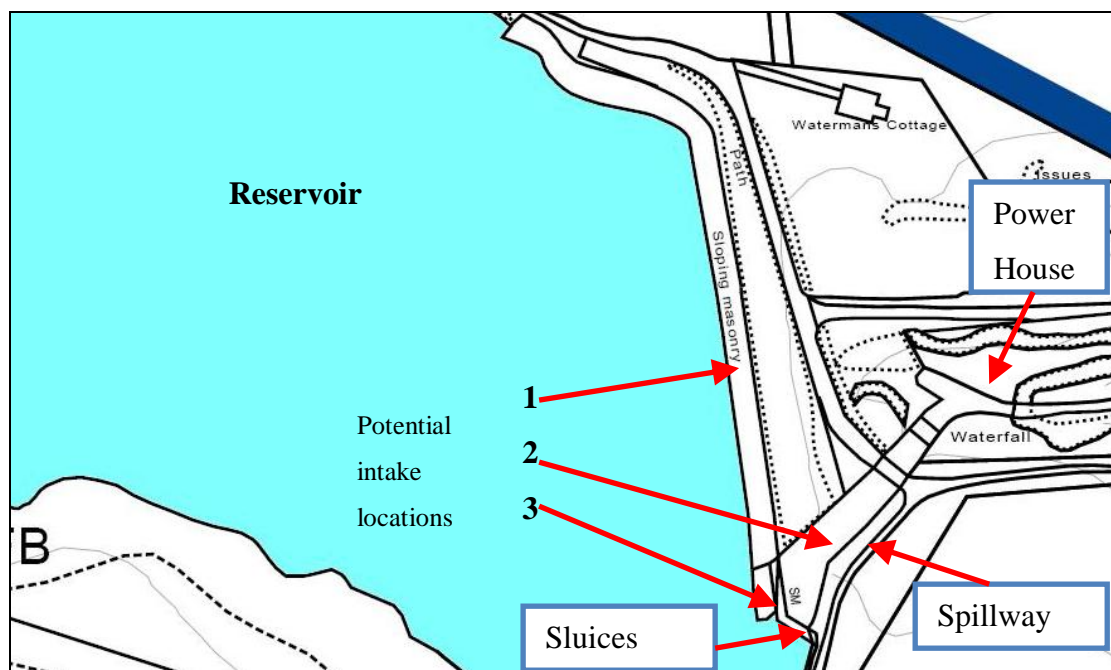 Watermans Cottage
Path
Issues
Reservoir
Power
House
Sloping masonry
1
Potential
2
intake
3
locations
Waterfall
FB
SM
Sluices
Spillway